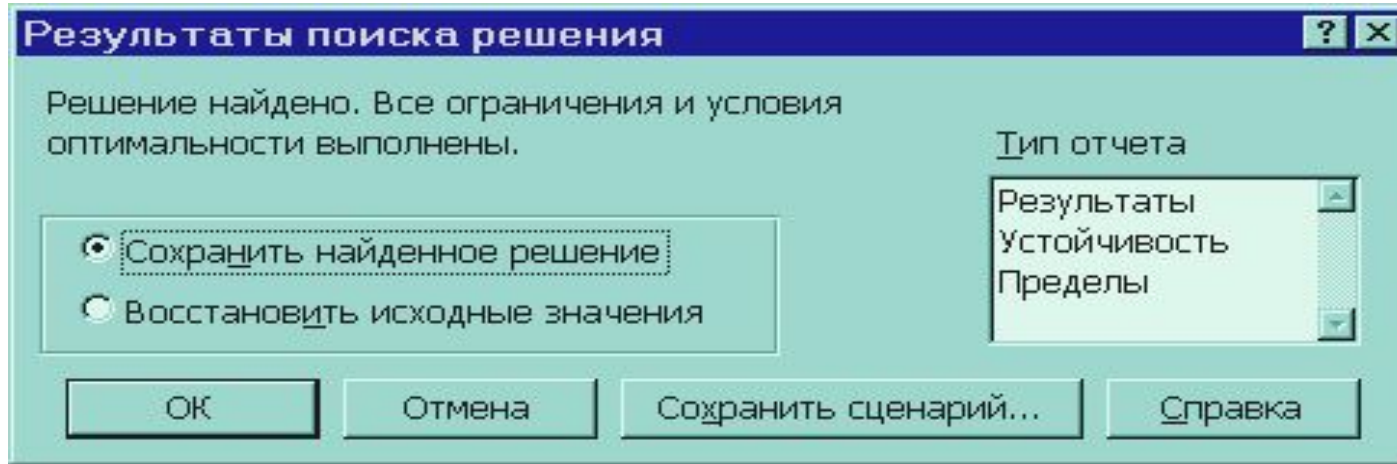 Результаты поиска решения
Решение найдено. Все ограничения и условия
оптимальности выполнены.
Тип отчета
Результаты
Устойчивость
Пределы
Сохранить найденное решение
Восстановить исходные значения
ОК
Отмена
Сохранить сценарий...
Справка